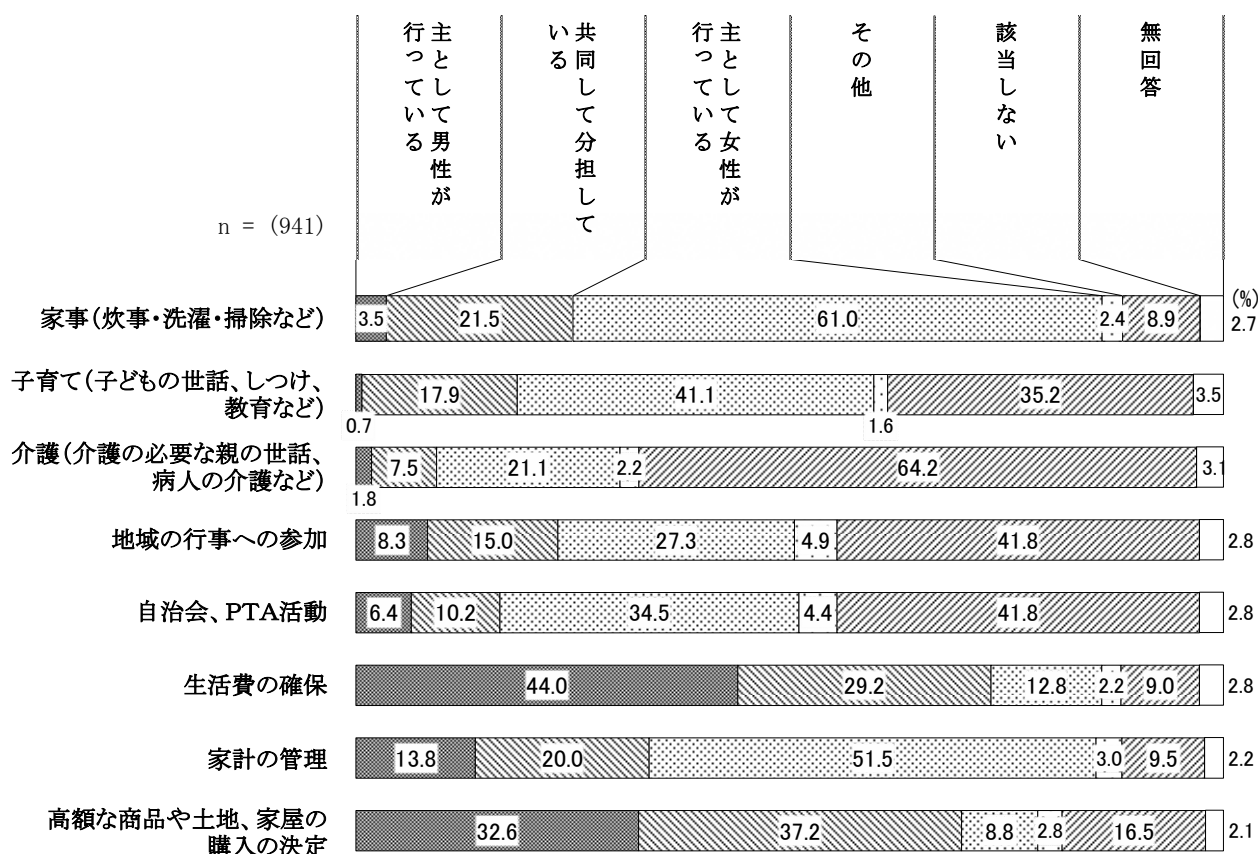 主として男性が
行っている
共同して分担して
いる
主として女性が
行っている
その他
該当しない
無回答
n = (941)
(%)
家事(炊事・洗濯・掃除など)
3.5 21.5 61.0 2.4 8.9 2.7
子育て(子どもの世話、しつけ、
教育など)
0.7 17.9 41.1 1.6 35.2 3.5
介護(介護の必要な親の世話、
病人の介護など)
1.8 7.5 21.1 2.2 64.2 3.1
地域の行事への参加
8.3 15.0 27.3 4.9 41.8 2.8
自治会、PTA活動
6.4 10.2 34.5 4.4 41.8 2.8
生活費の確保
44.0 29.2 12.8 2.2 9.0 2.8
家計の管理
13.8 20.0 51.5 3.0 9.5 2.2
高額な商品や土地、家屋の
購入の決定
32.6 37.2 8.8 2.8 16.5 2.1